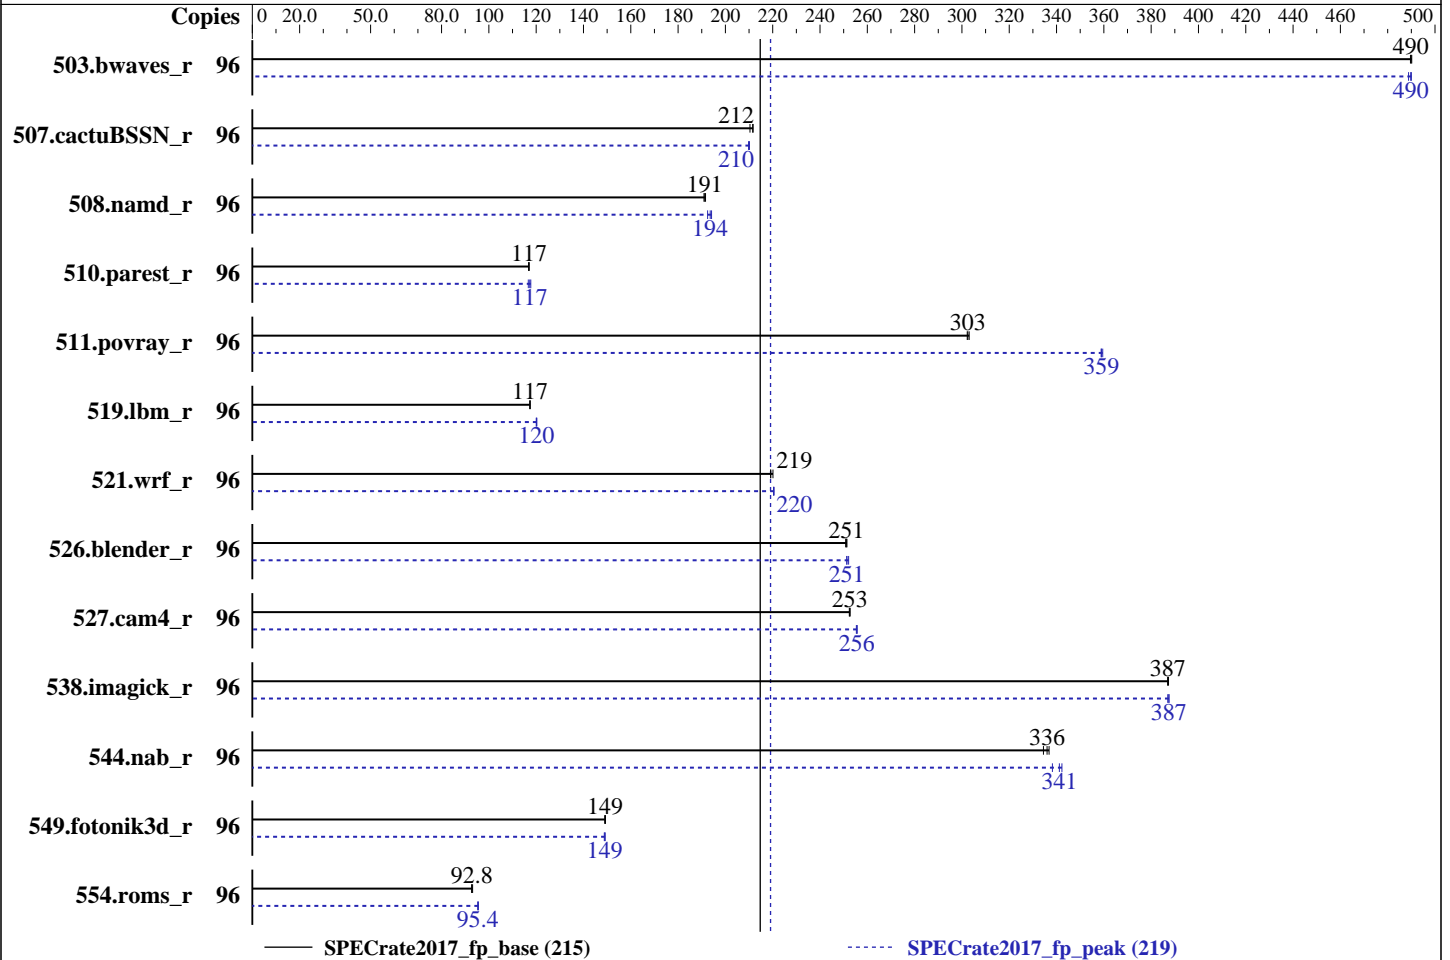 Copies 0 20.0 50.0 80.0 100 120 140 160 180 200 220 240 260 280 300 320 340 360 380 400 420 440 460 500
503.bwaves_r 96 490
490
507.cactuBSSN_r 96 212
210
508.namd_r 96 191
194
510.parest_r 96 117
117
511.povray_r 96 303
359
519.lbm_r 96 117
120
521.wrf_r 96 219
220
526.blender_r 96 251
251
527.cam4_r 96 253
256
538.imagick_r 96 387
387
544.nab_r 96 336
341
549.fotonik3d_r 96 149
149
554.roms_r 96 92.8
95.4
SPECrate2017_fp_base (215) SPECrate2017_fp_peak (219)